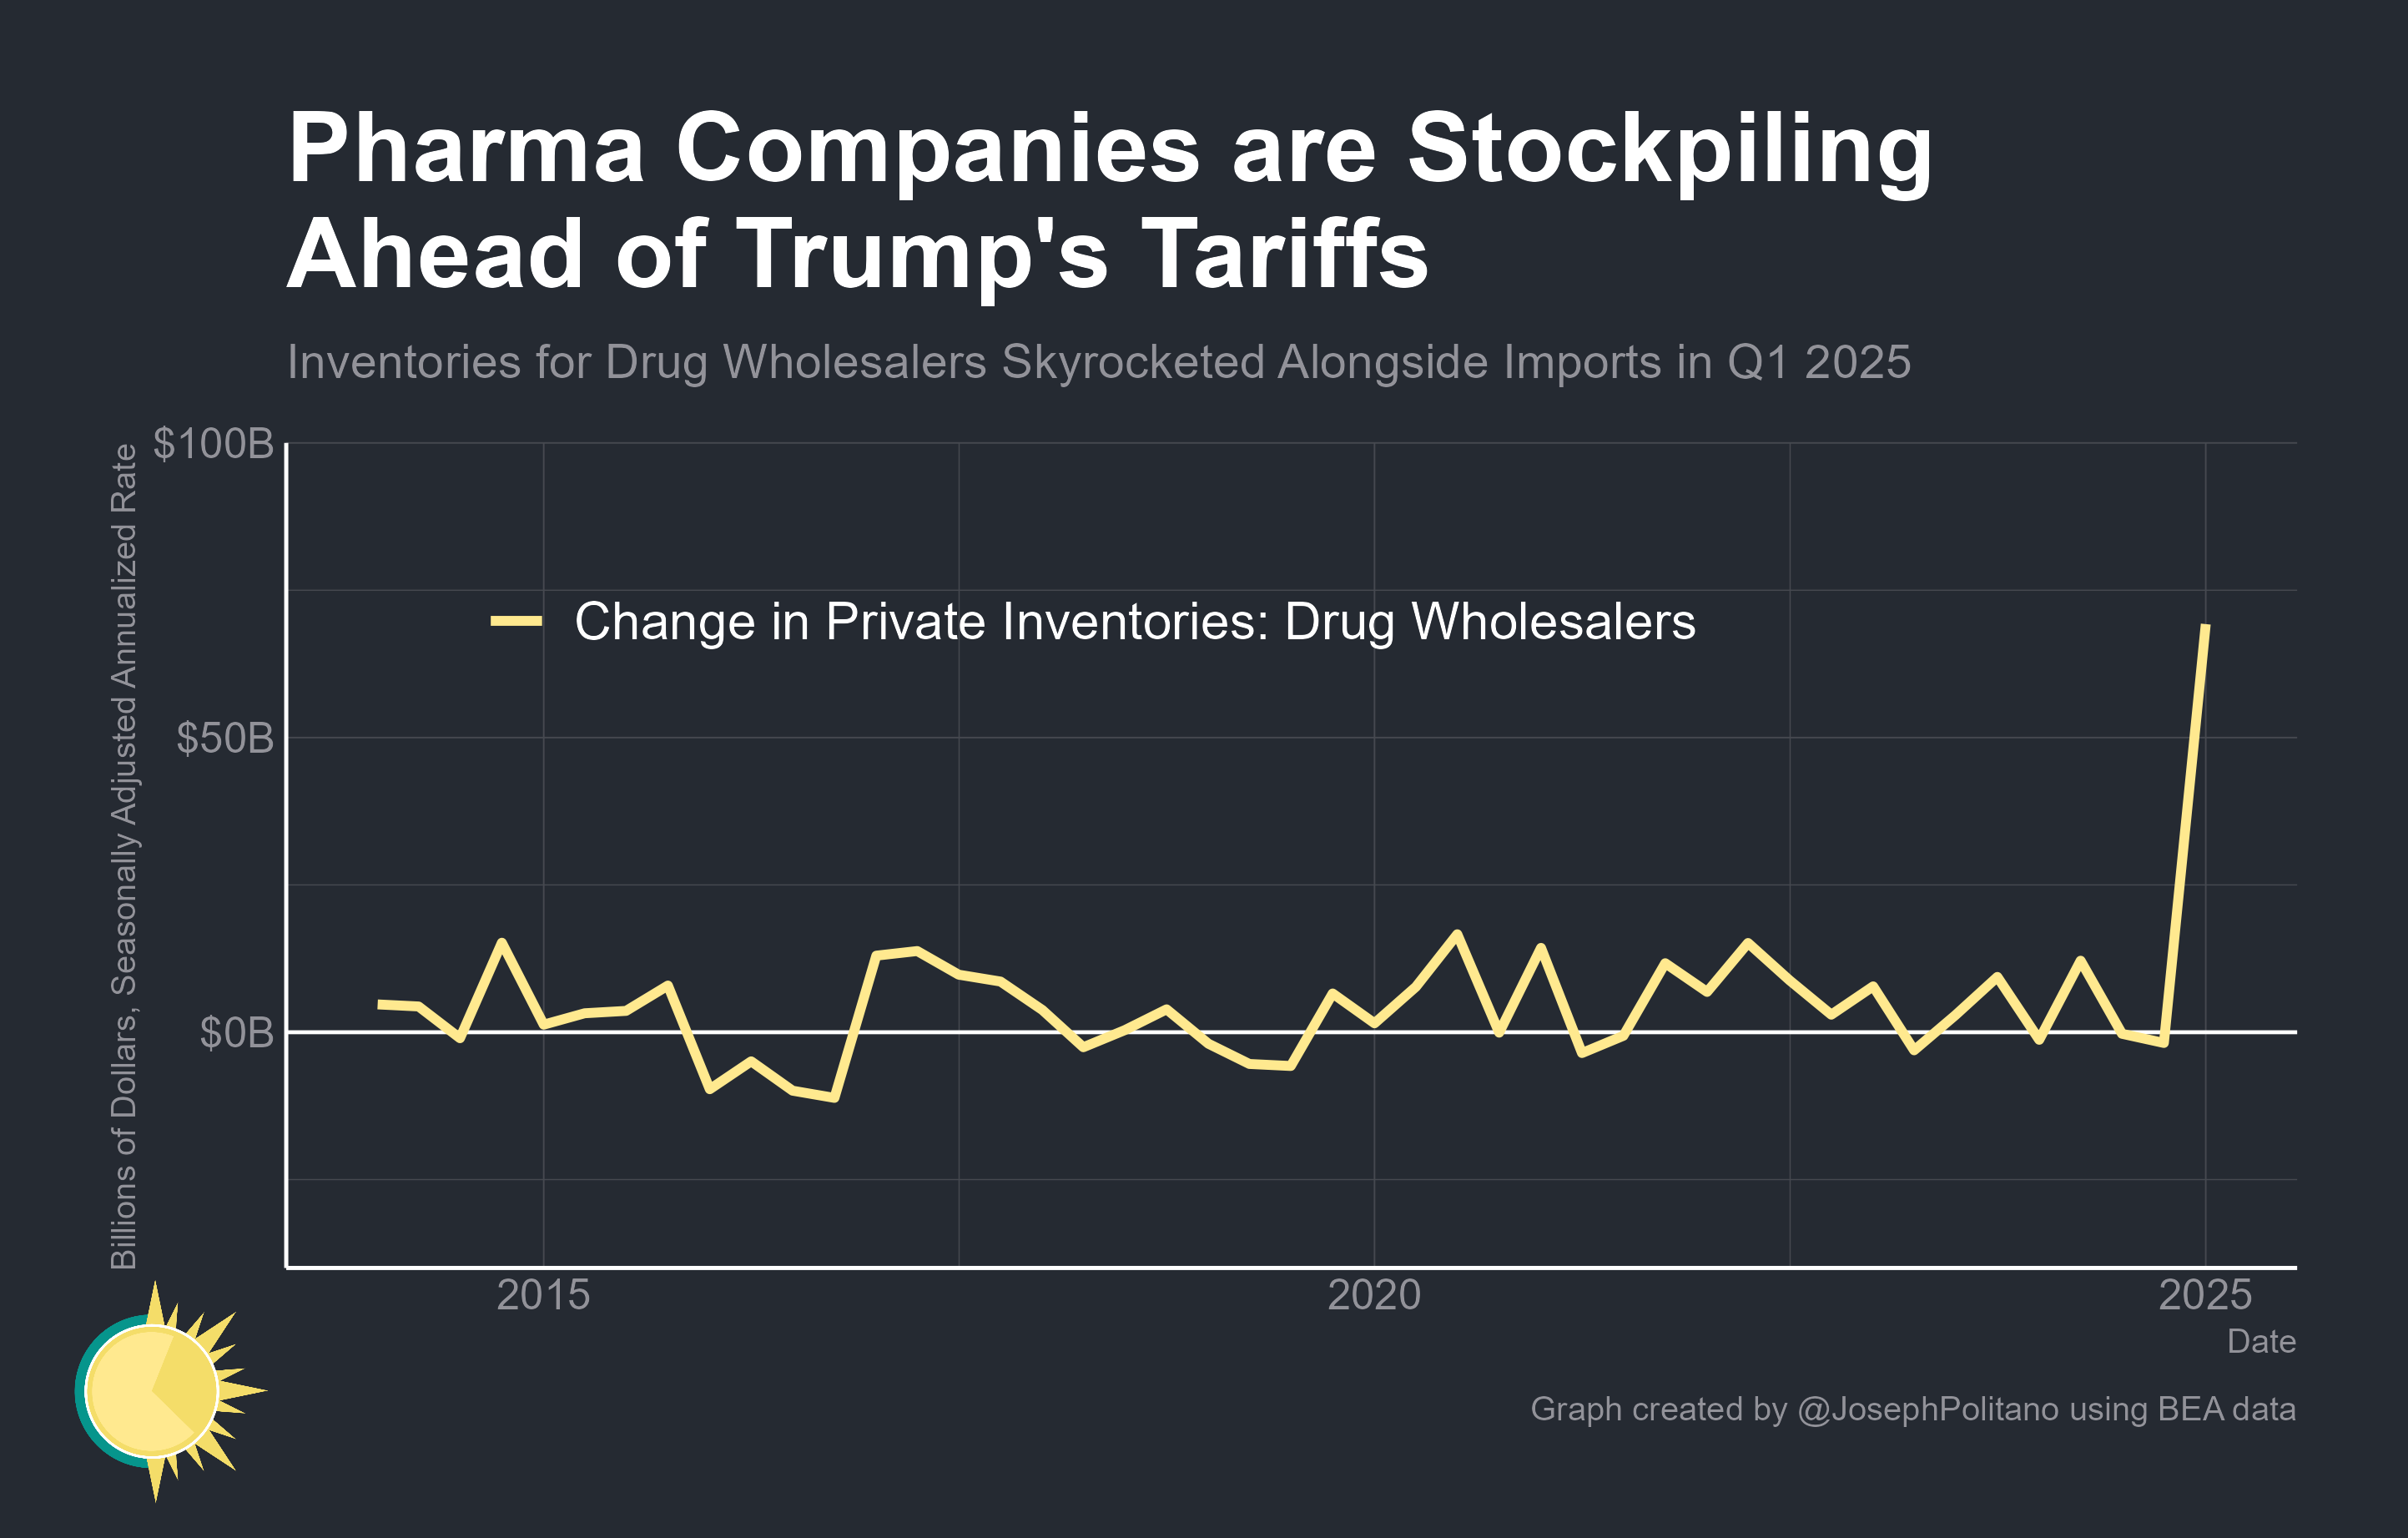 Pharma Companies are Stockpiling
Ahead of Trump's Tariffs
Inventories for Drug Wholesalers Skyrocketed Alongside Imports in Q1 2025
Billions of Dollars, Seasonally Adjusted Annualized Rate
$100B
$50B
$0B
Change in Private Inventories: Drug Wholesalers
2015
2020
2025
Date
Graph created by @JosephPolitano using BEA data